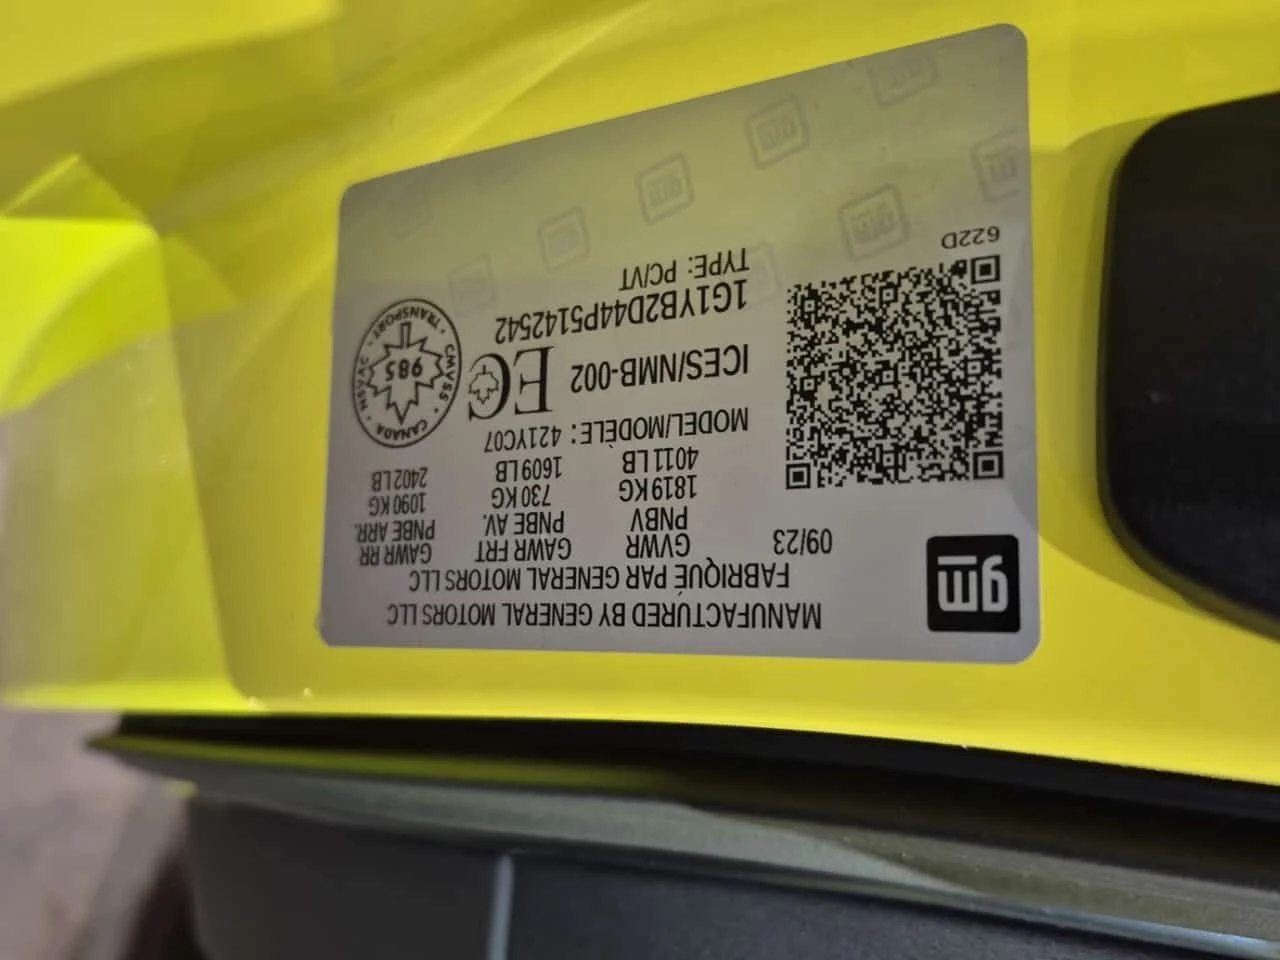 gm
MANUFACTURED BY GENERAL MOTORS LLC
FABRIQUÉ PAR GENERAL MOTORS LLC
09/23 GVWR GAWR FRT GAWR RR
PNBV PNBE AV. PNBE ARR.
1819 KG 730 KG 1090 KG
4011 LB 1609 LB 2402 LB
MODEL/MODÈLE: 421YC07
ICES/NMB-002 EC
1G1YB2D44P5142542
TYPE: PC/VT
622D
CANADA · CMVSS · TRANSPORT · NSVAC
985